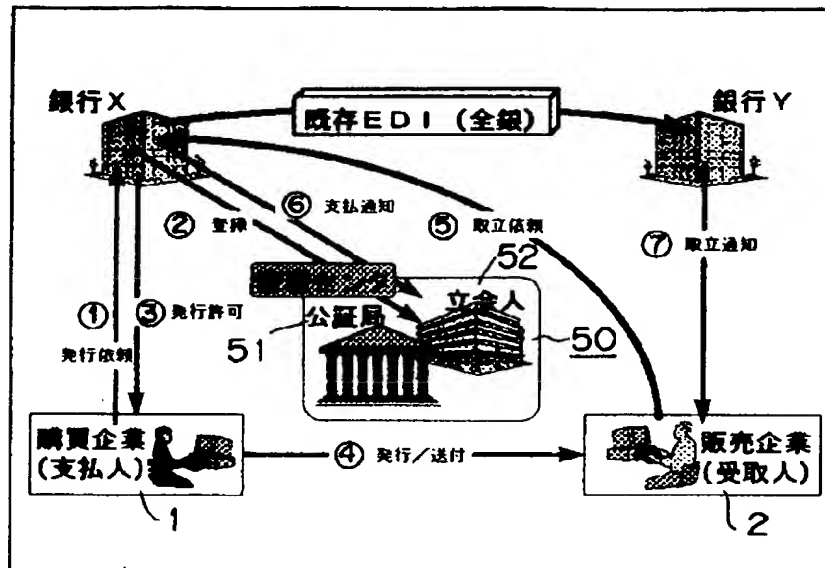 銀行X
既存EDI(全銀)
銀行Y
⑥ 支払通知
② 登録
⑤ 取立依頼
⑦ 取立通知
52
① ③ 発行許可
発行依頼
公証局
立会人
51
50
購買企業
(支払人)
④ 発行/送付
販売企業
(受取人)
1
2